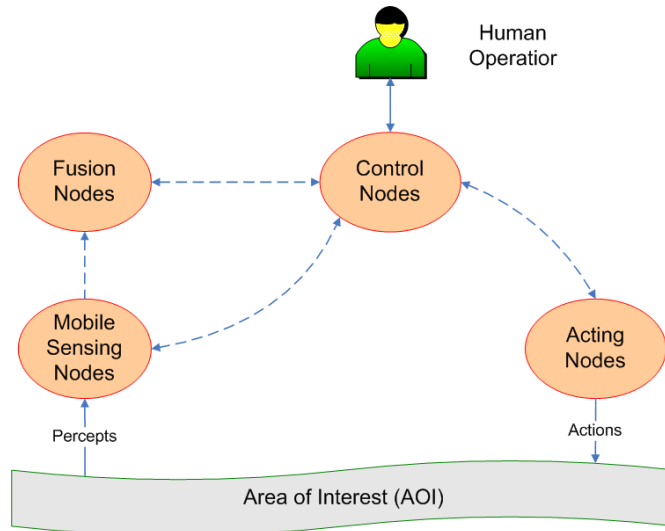 Human
Operatior
Fusion
Nodes
Control
Nodes
Mobile
Sensing
Nodes
Acting
Nodes
Percepts
Actions
Area of Interest (AOI)